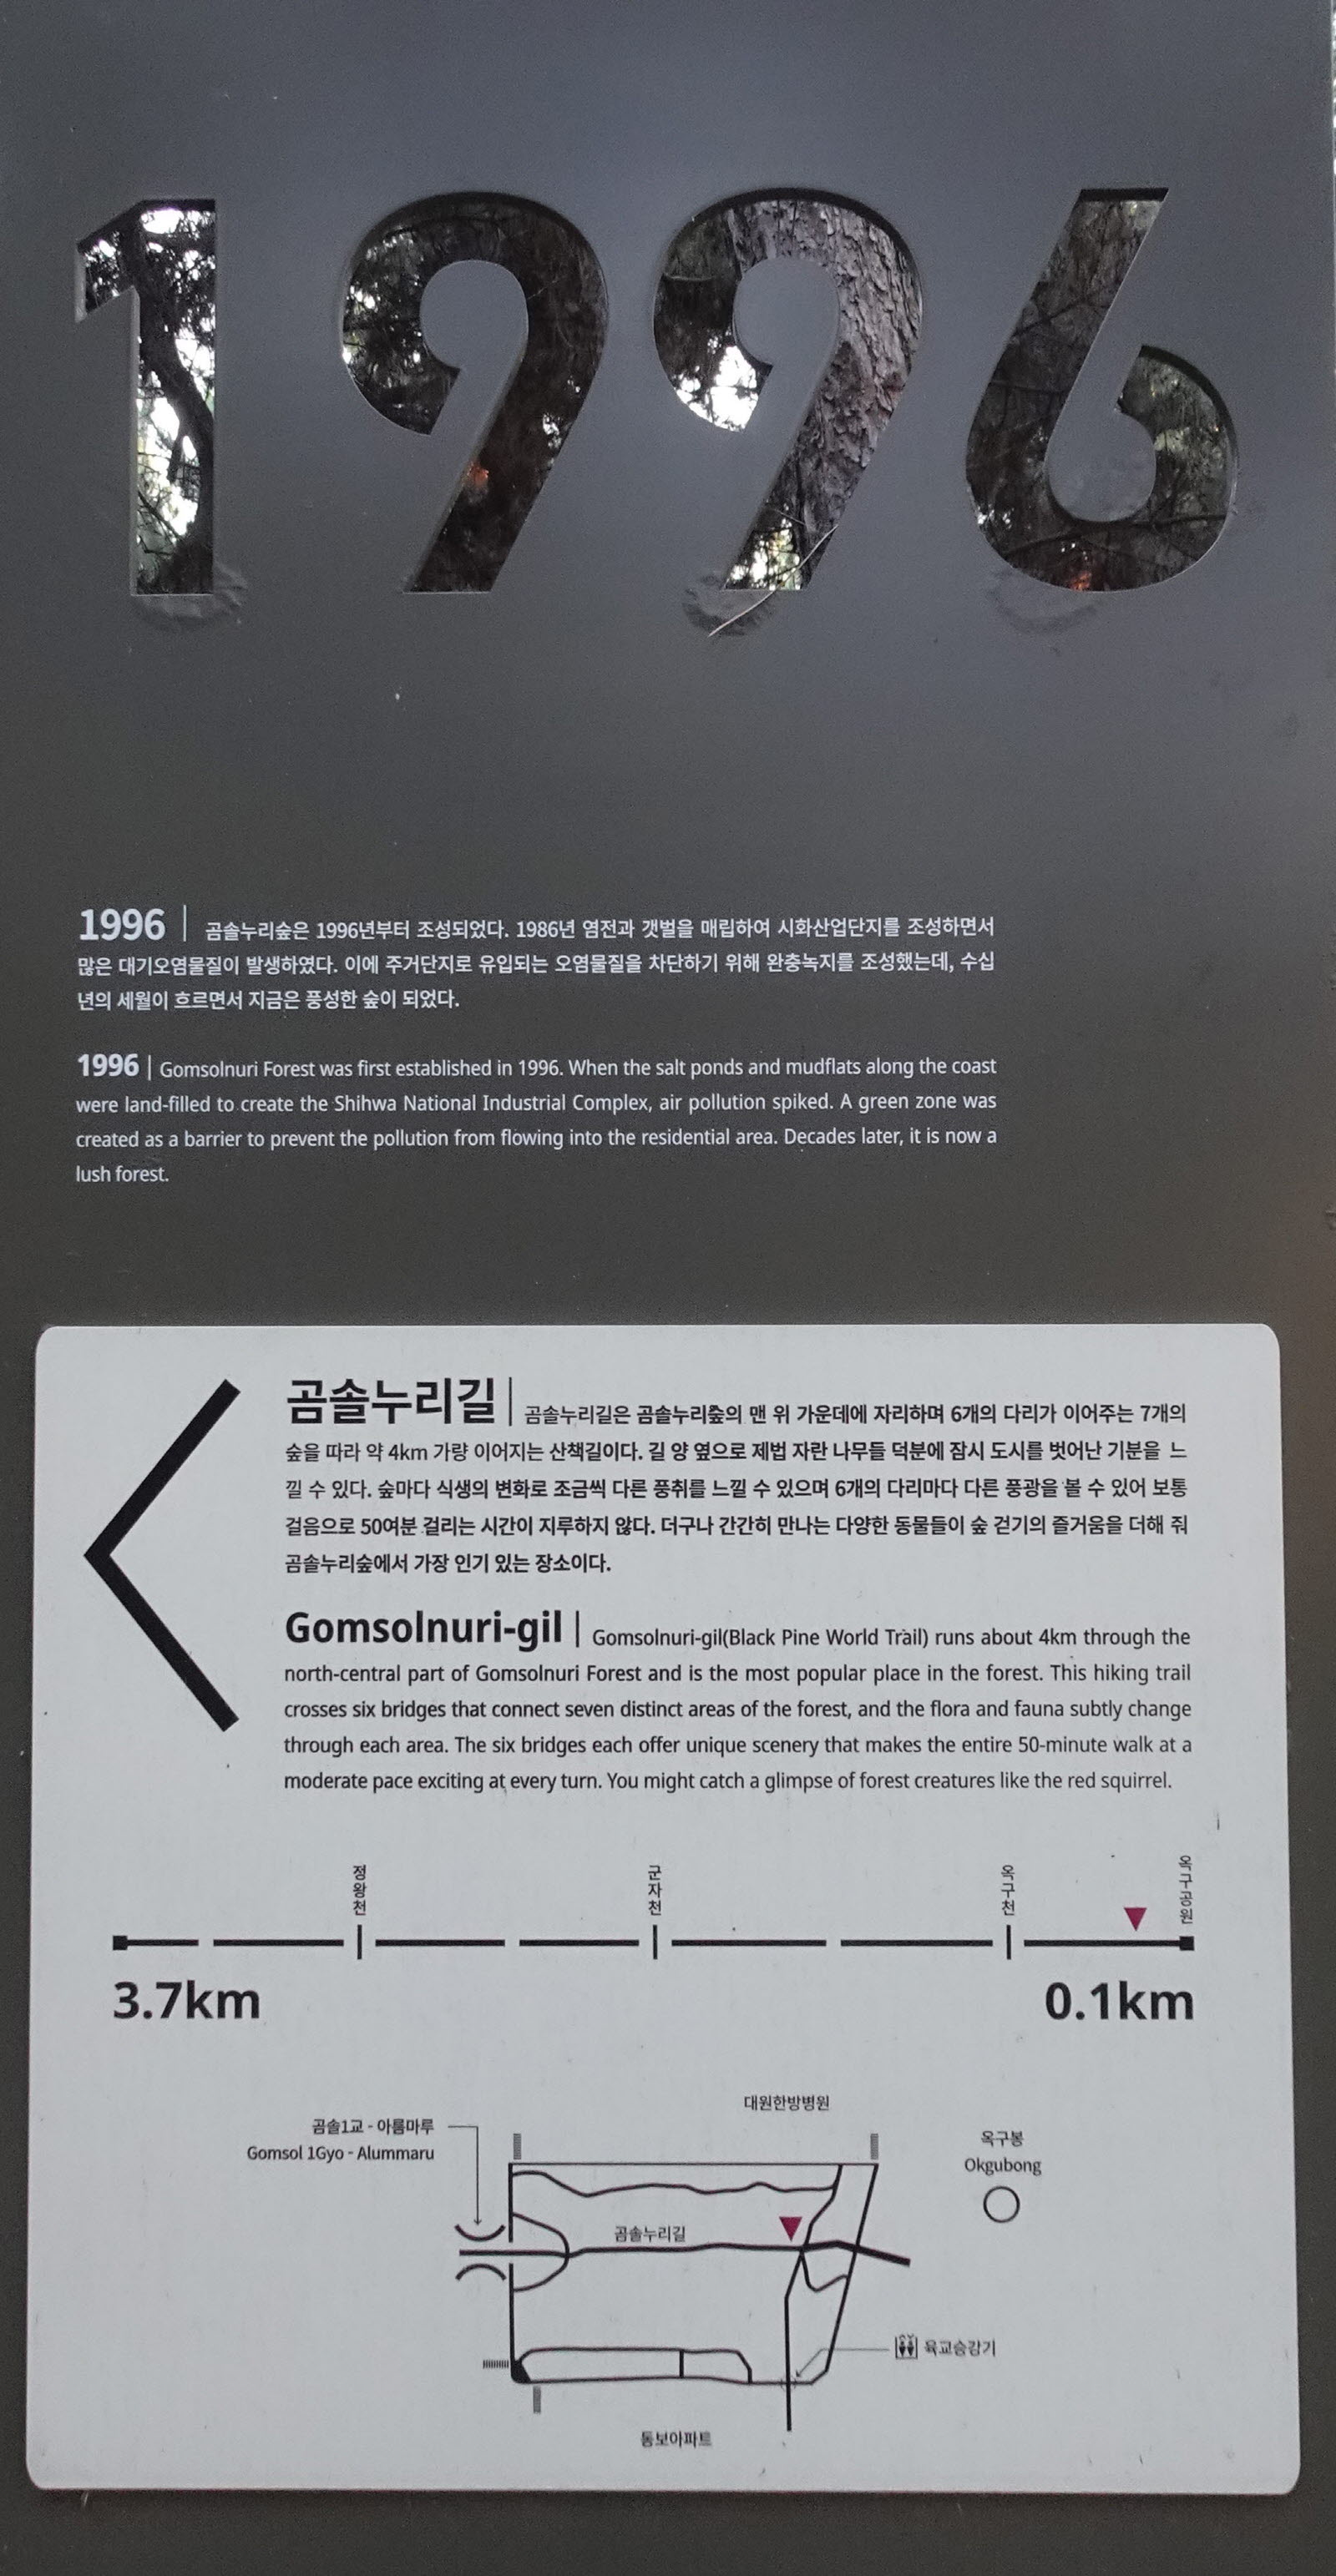 1996
1996 | 곰솔누리숲은 1996년부터 조성되었다. 1986년 염전과 갯벌을 매립하여 시화산업단지를 조성하면서
많은 대기오염물질이 발생하였다. 이에 주거단지로 유입되는 오염물질을 차단하기 위해 완충녹지를 조성했는데, 수십
년의 세월이 흐르면서 지금은 풍성한 숲이 되었다.
1996 | Gomsolnuri Forest was first established in 1996. When the salt ponds and mudflats along the coast
were land-filled to create the Shihwa National Industrial Complex, air pollution spiked. A green zone was
created as a barrier to prevent the pollution from flowing into the residential area. Decades later, it is now a
lush forest.
곰솔누리길 | 곰솔누리길은 곰솔누리숲의 맨 위 가운데에 자리하며 6개의 다리가 이어주는 7개의
숲을 따라 약 4km 가량 이어지는 산책길이다. 길 양 옆으로 제법 자란 나무들 덕분에 잠시 도시를 벗어난 기분을 느
낄 수 있다. 숲마다 식생의 변화로 조금씩 다른 풍취를 느낄 수 있으며 6개의 다리마다 다른 풍광을 볼 수 있어 보통
걸음으로 50여분 걸리는 시간이 지루하지 않다. 더구나 간간히 만나는 다양한 동물들이 숲 걷기의 즐거움을 더해 줘
곰솔누리숲에서 가장 인기 있는 장소이다.
Gomsolnuri-gil | Gomsolnuri-gil(Black Pine World Trail) runs about 4km through the
north-central part of Gomsolnuri Forest and is the most popular place in the forest. This hiking trail
crosses six bridges that connect seven distinct areas of the forest, and the flora and fauna subtly change
through each area. The six bridges each offer unique scenery that makes the entire 50-minute walk at a
moderate pace exciting at every turn. You might catch a glimpse of forest creatures like the red squirrel.
정왕천
군자천
옥구천
옥구공원
3.7km
0.1km
대원한방병원
곰솔1교 - 아름마루
Gomsol 1Gyo - Alummaru
옥구봉
Okgubong
곰솔누리길
육교승강기
동보아파트